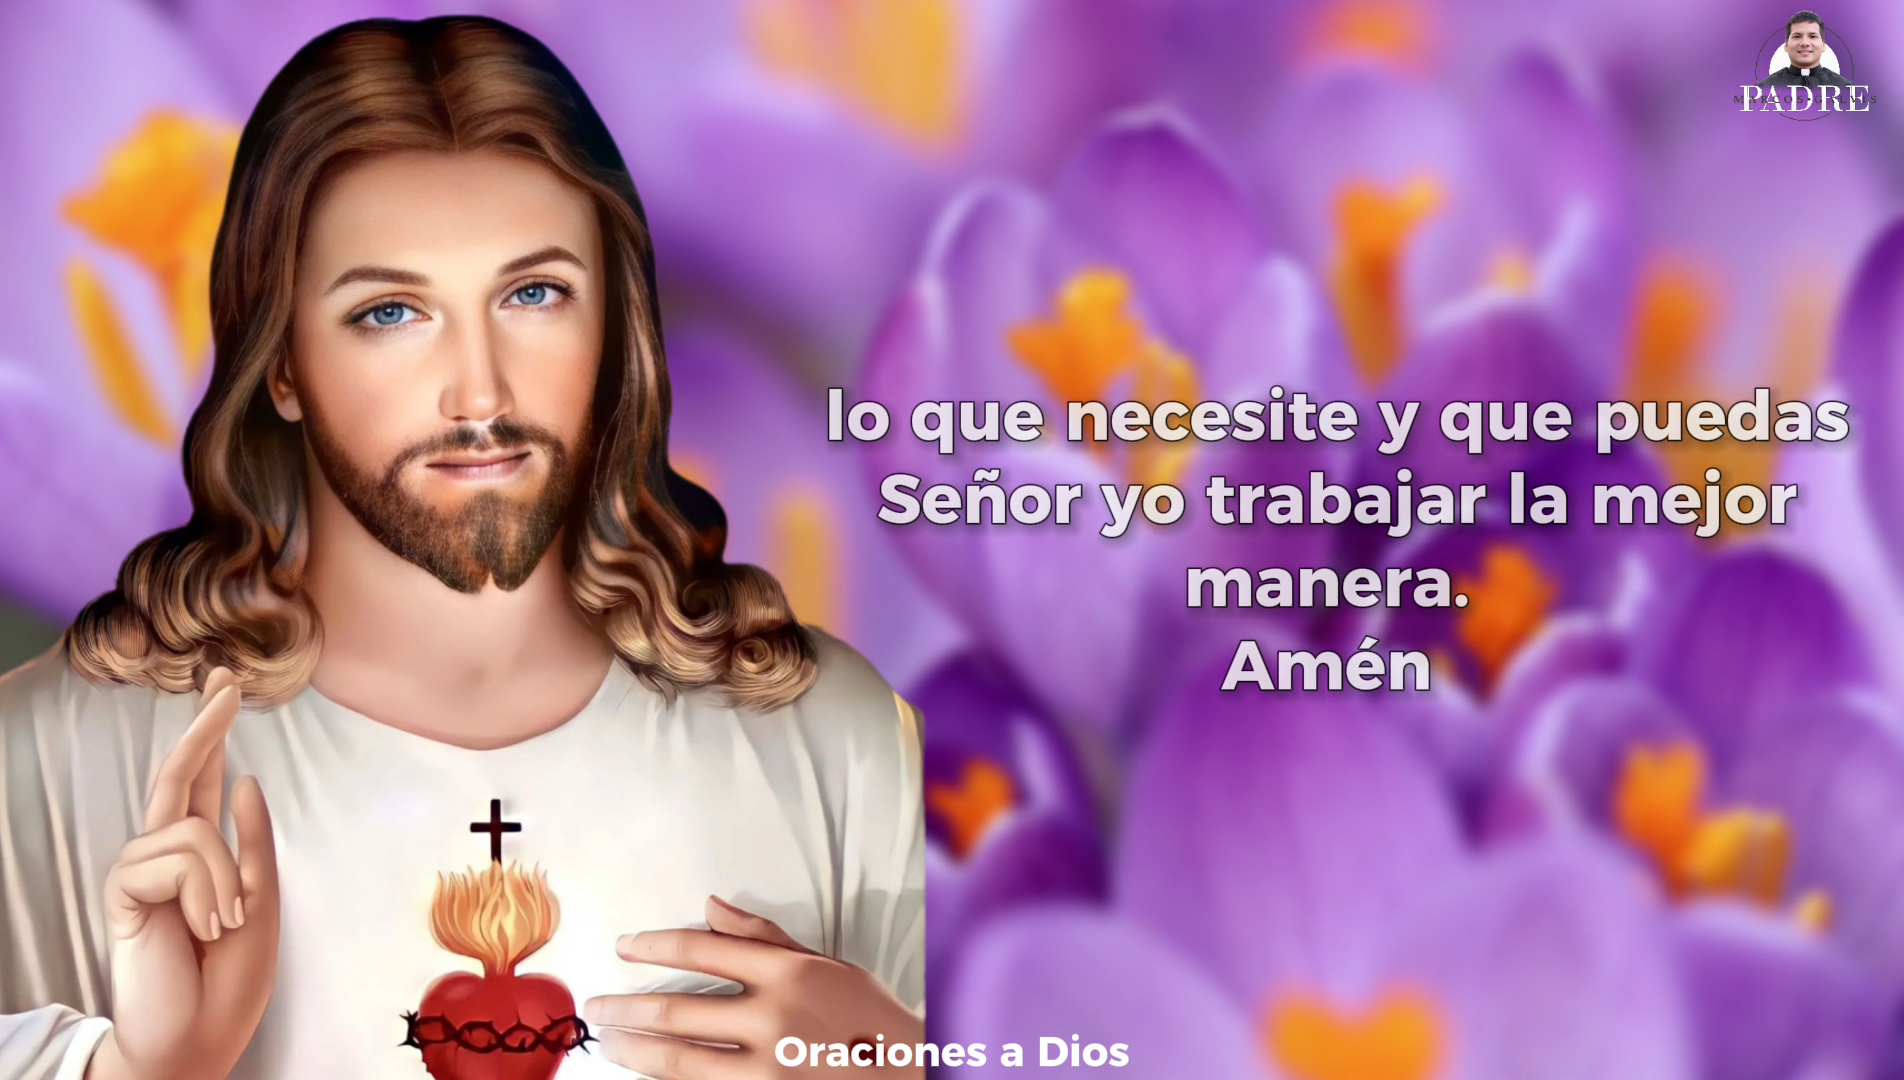 PADRE
lo que necesite y que puedas
Señor yo trabajar la mejor
manera.
Amén
Oraciones a Dios